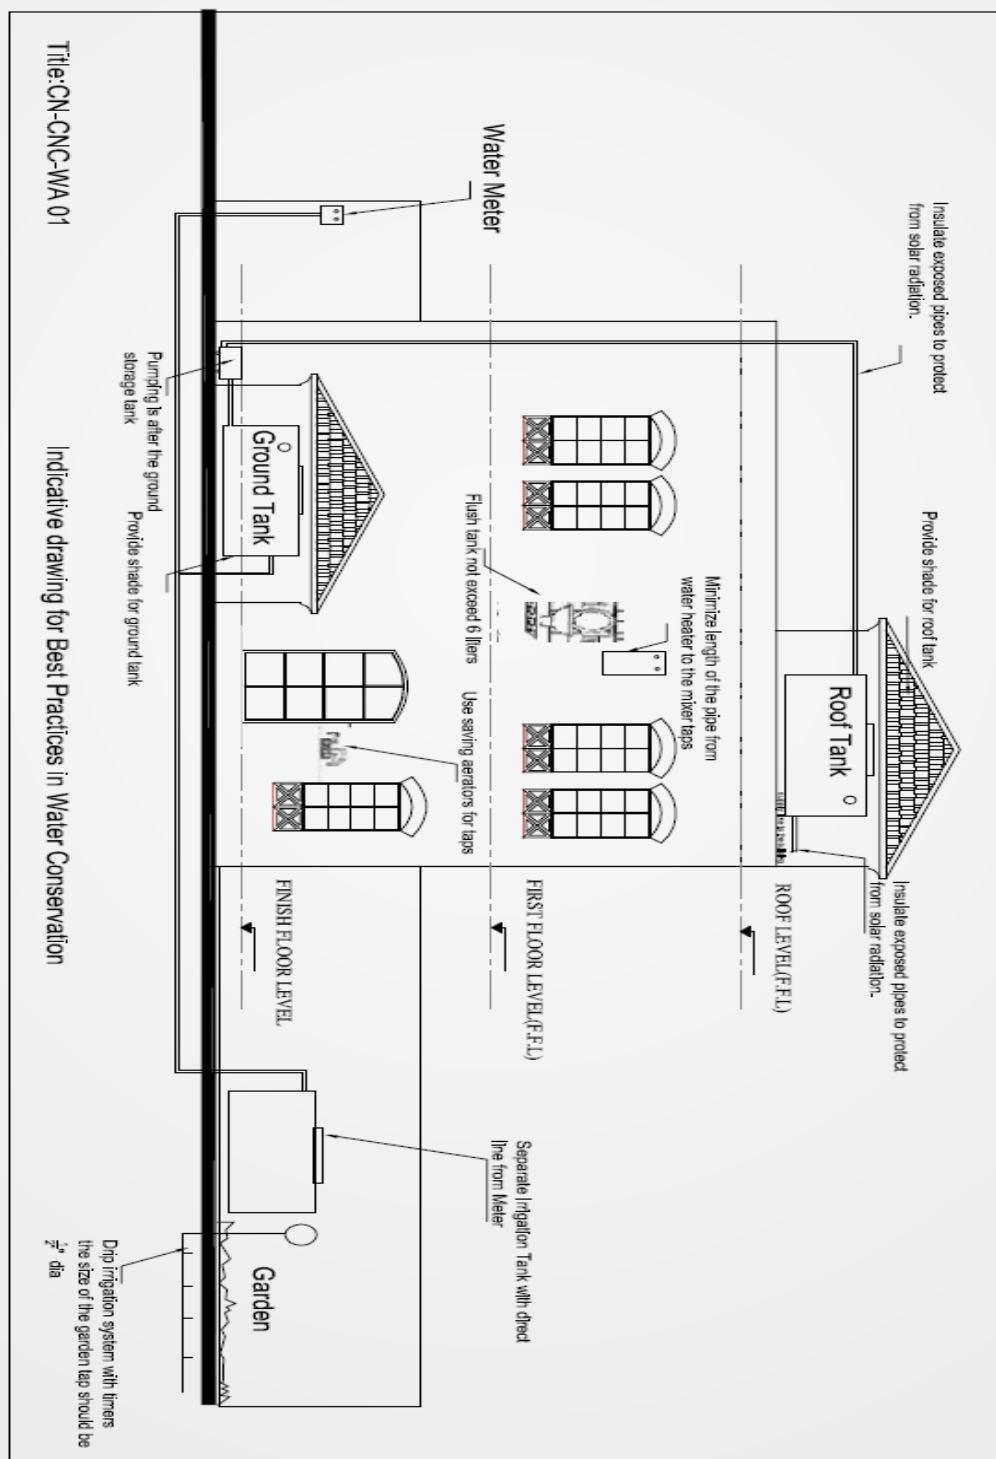 Insulate exposed pipes to protect
from solar radiation.
Provide shade for roof tank
Roof Tank
Insulate exposed pipes to protect
from solar radiation.
ROOF LEVEL(F.F.L)
Minimize length of the pipe from
water heater to the mixer taps
Water Meter
Flush tank not exceed 6 liters
Use saving aerators for taps
FIRST FLOOR LEVEL(F.F.L)
Separate Irrigation Tank with direct
line from Meter
Ground Tank
FINISH FLOOR LEVEL
Garden
Pumping is after the ground
storage tank
Provide shade for ground tank
Drip irrigation system with timers
the size of the garden tap should be
1/2" dia
Title:CN-CNC-WA 01
Indicative drawing for Best Practices in Water Conservation